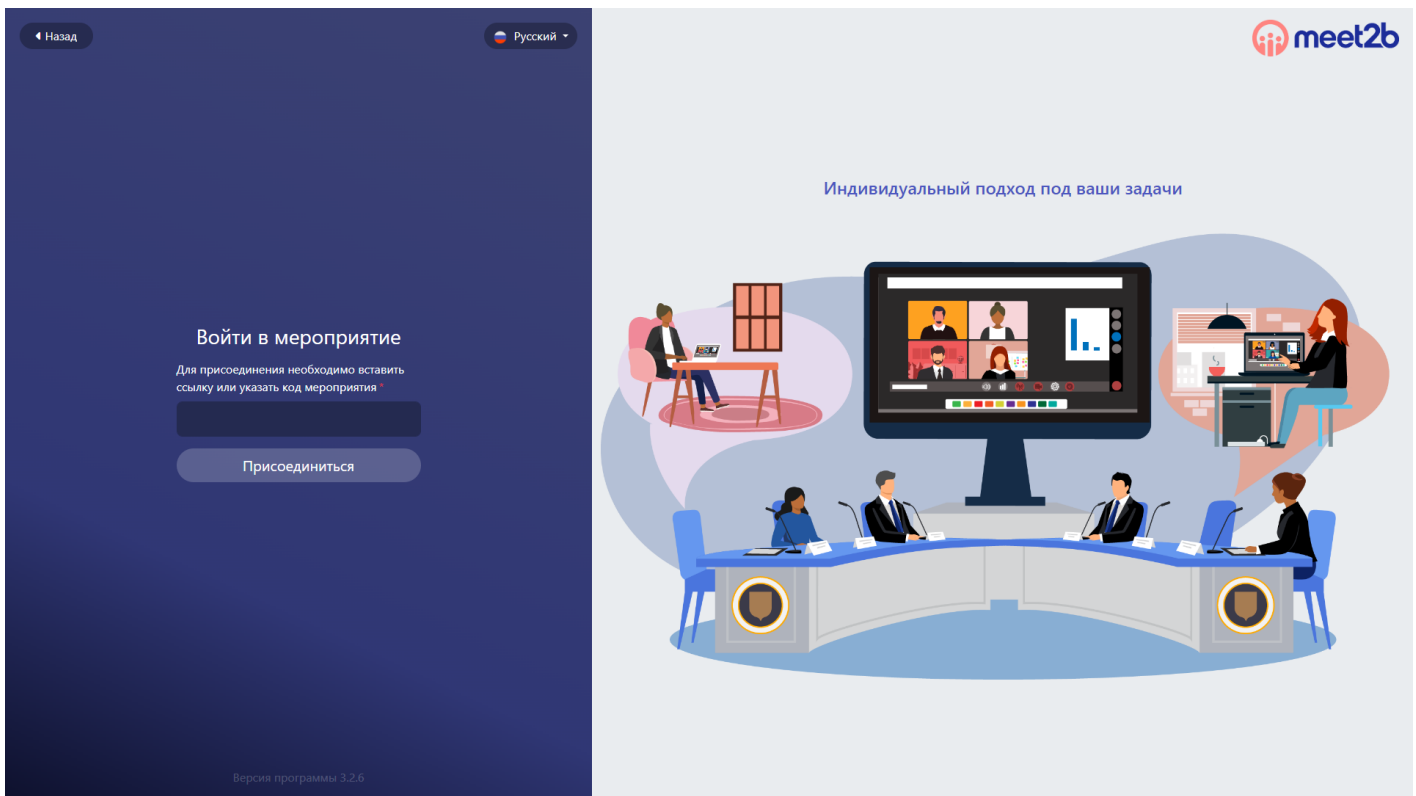 Назад
Русский
meet2b
Индивидуальный подход под ваши задачи
Войти в мероприятие
Для присоединения необходимо вставить
ссылку или указать код мероприятия *
Присоединиться
Версия программы 3.2.6